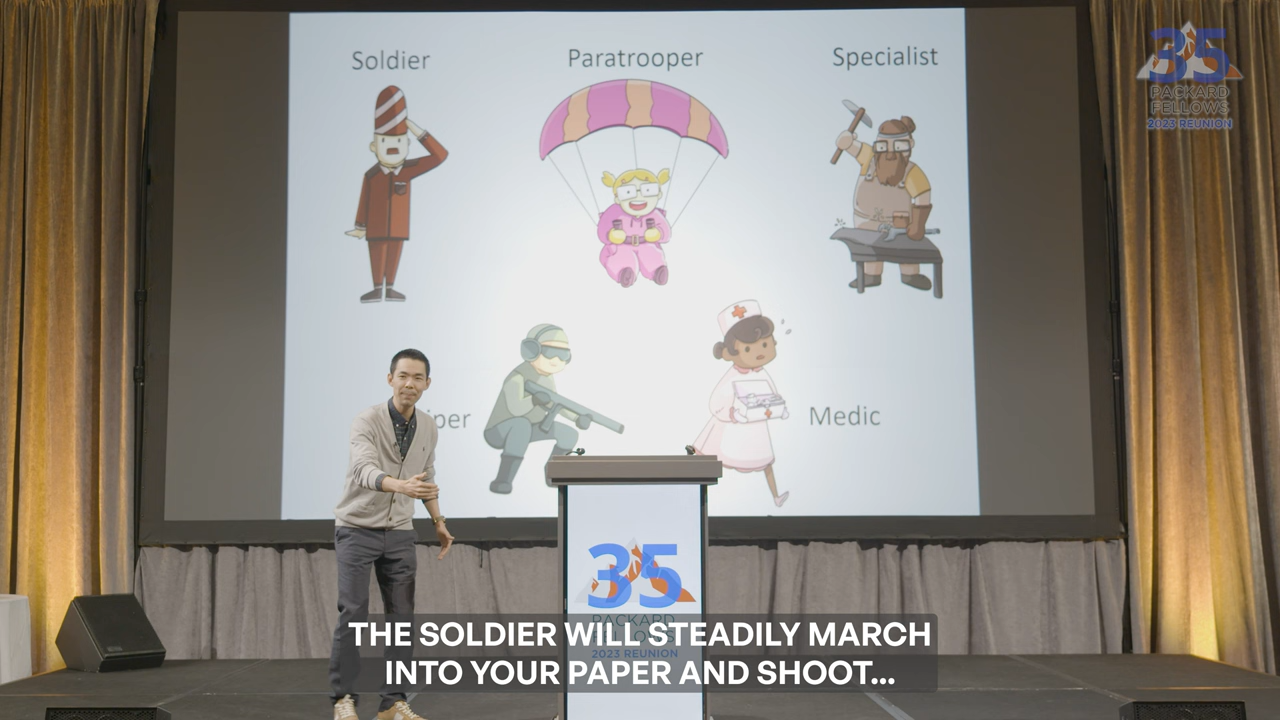 Soldier
Paratrooper
Specialist
35
PACKARD
FELLOWS
2023 REUNION
Medic
35
PACKARD
2023 REUNION
THE SOLDIER WILL STEADILY MARCH
INTO YOUR PAPER AND SHOOT...